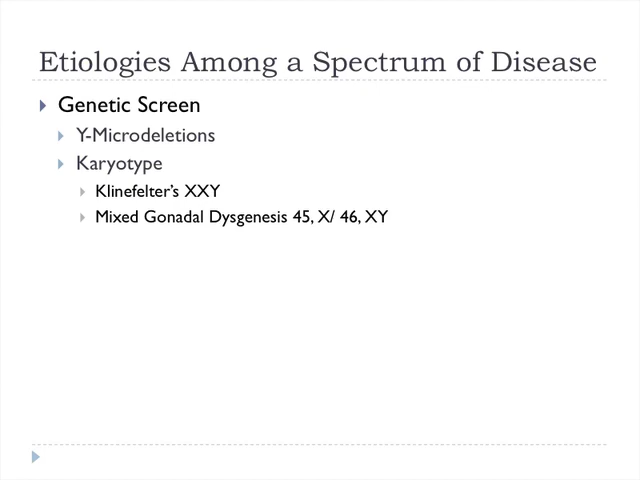 Etiologies Among a Spectrum of Disease
Genetic Screen
Y-Microdeletions
Karyotype
Klinefelter’s XXY
Mixed Gonadal Dysgenesis 45, X/ 46, XY